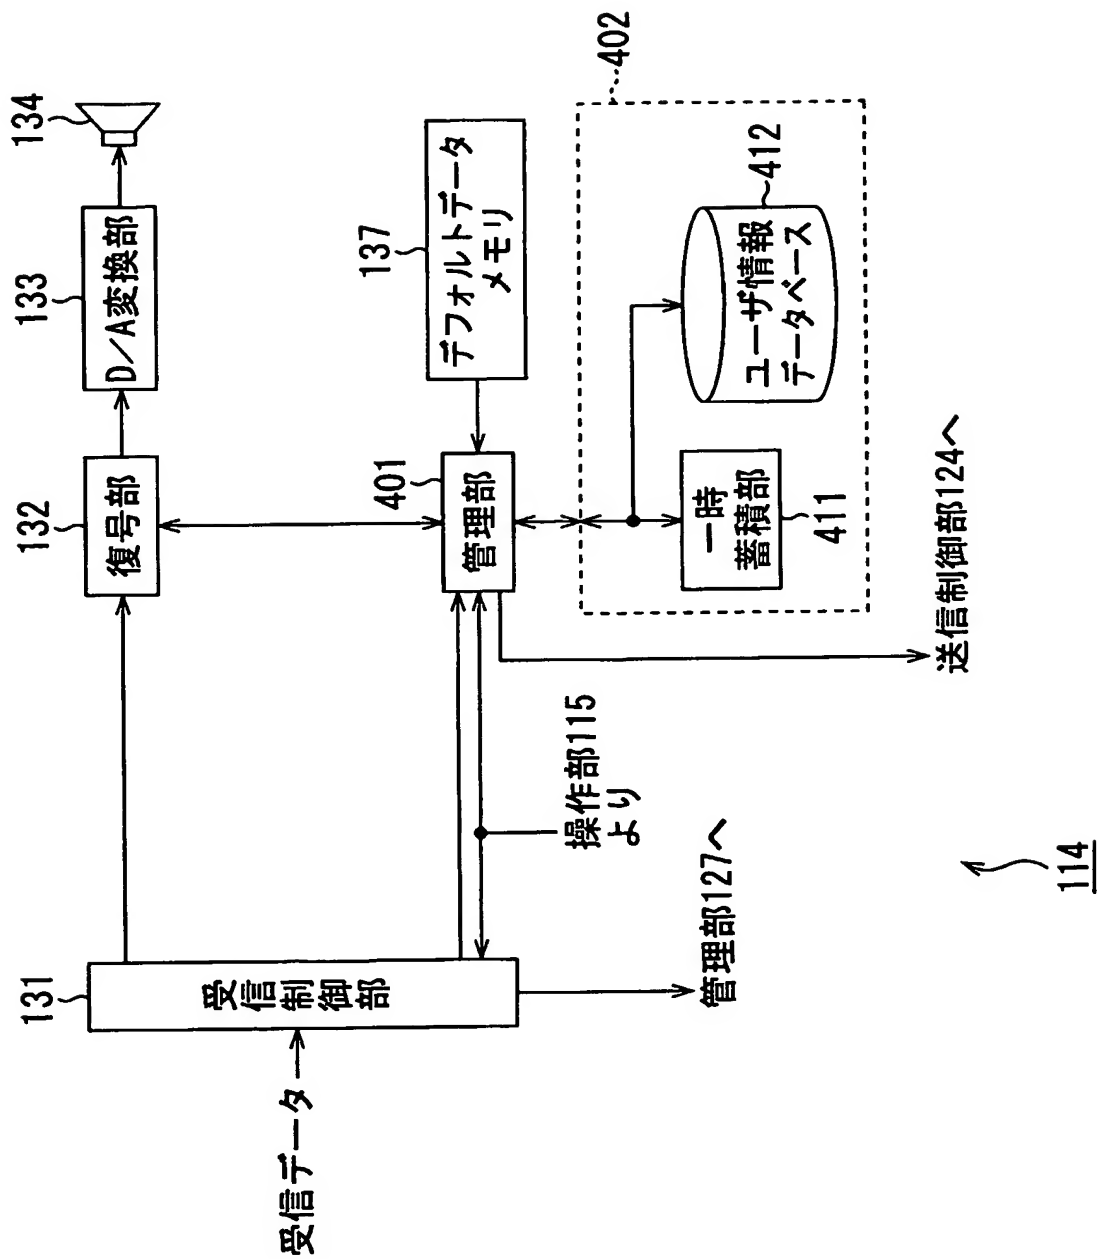 134
133
D/A変換部
132
復号部
131
受信制
御部
受信データ
137
デフォルトデータ
メモリ
401
管理部
402
412
ユーザ情報
データベース
一時
蓄積部
411
操作部115
より
管理部127へ
送信制御部124へ
114